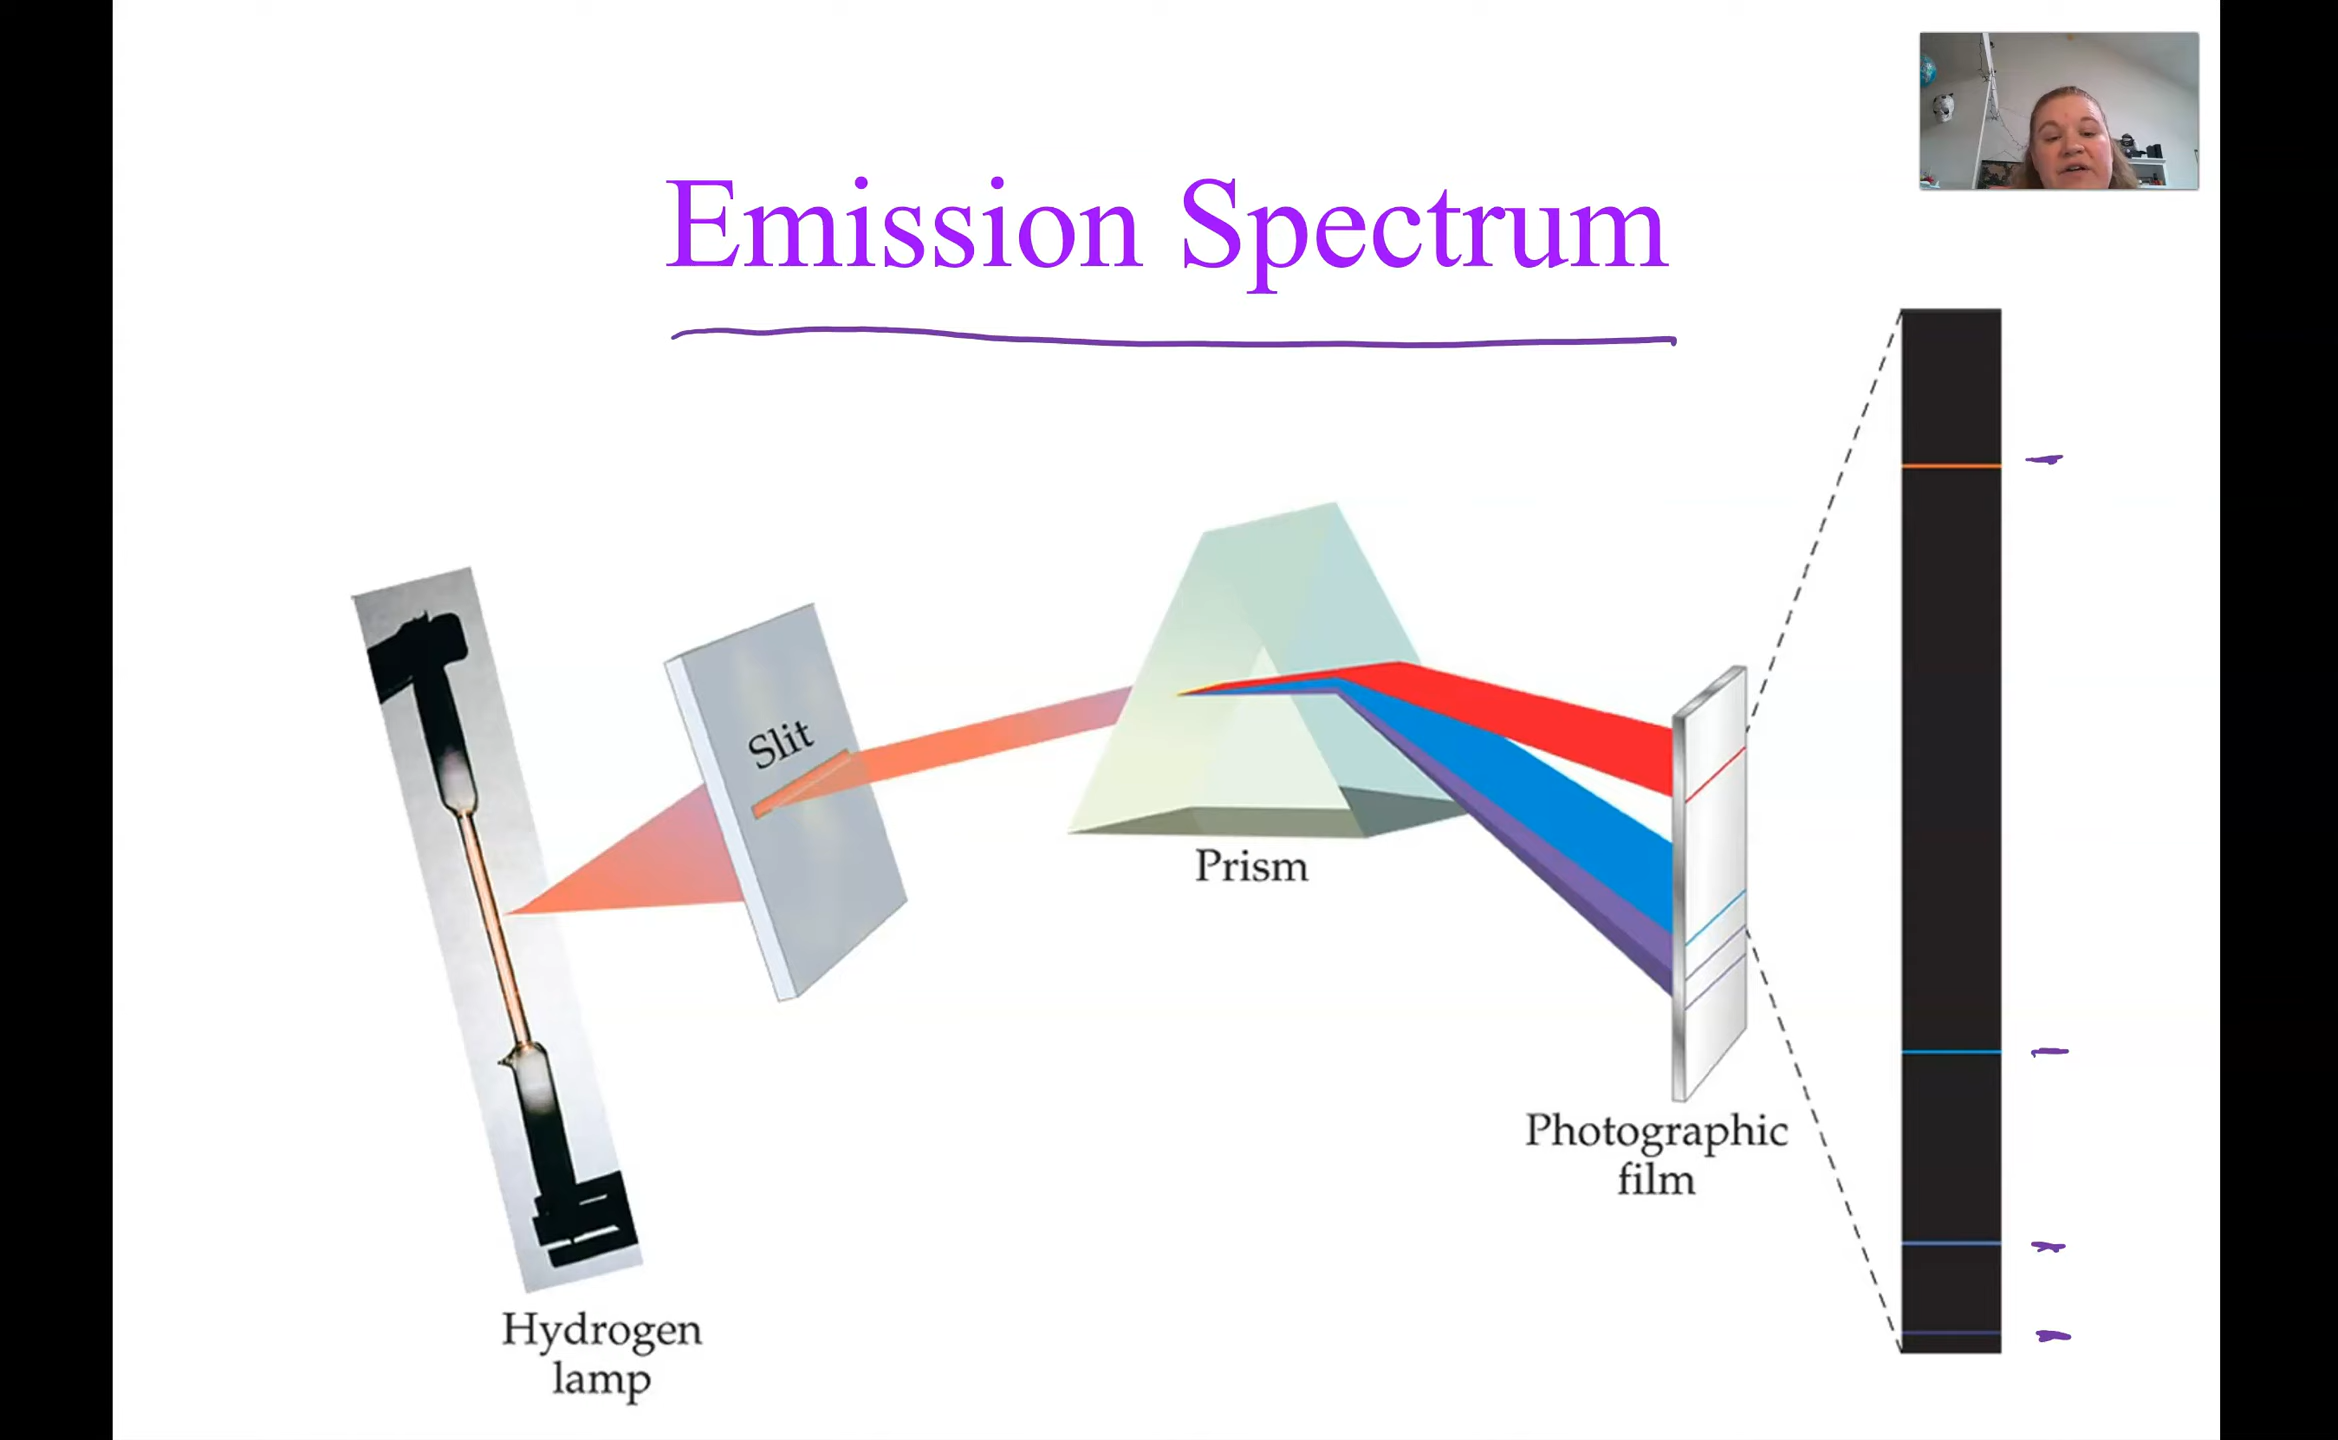 Emission Spectrum
Slit
Prism
Photographic
film
Hydrogen
lamp